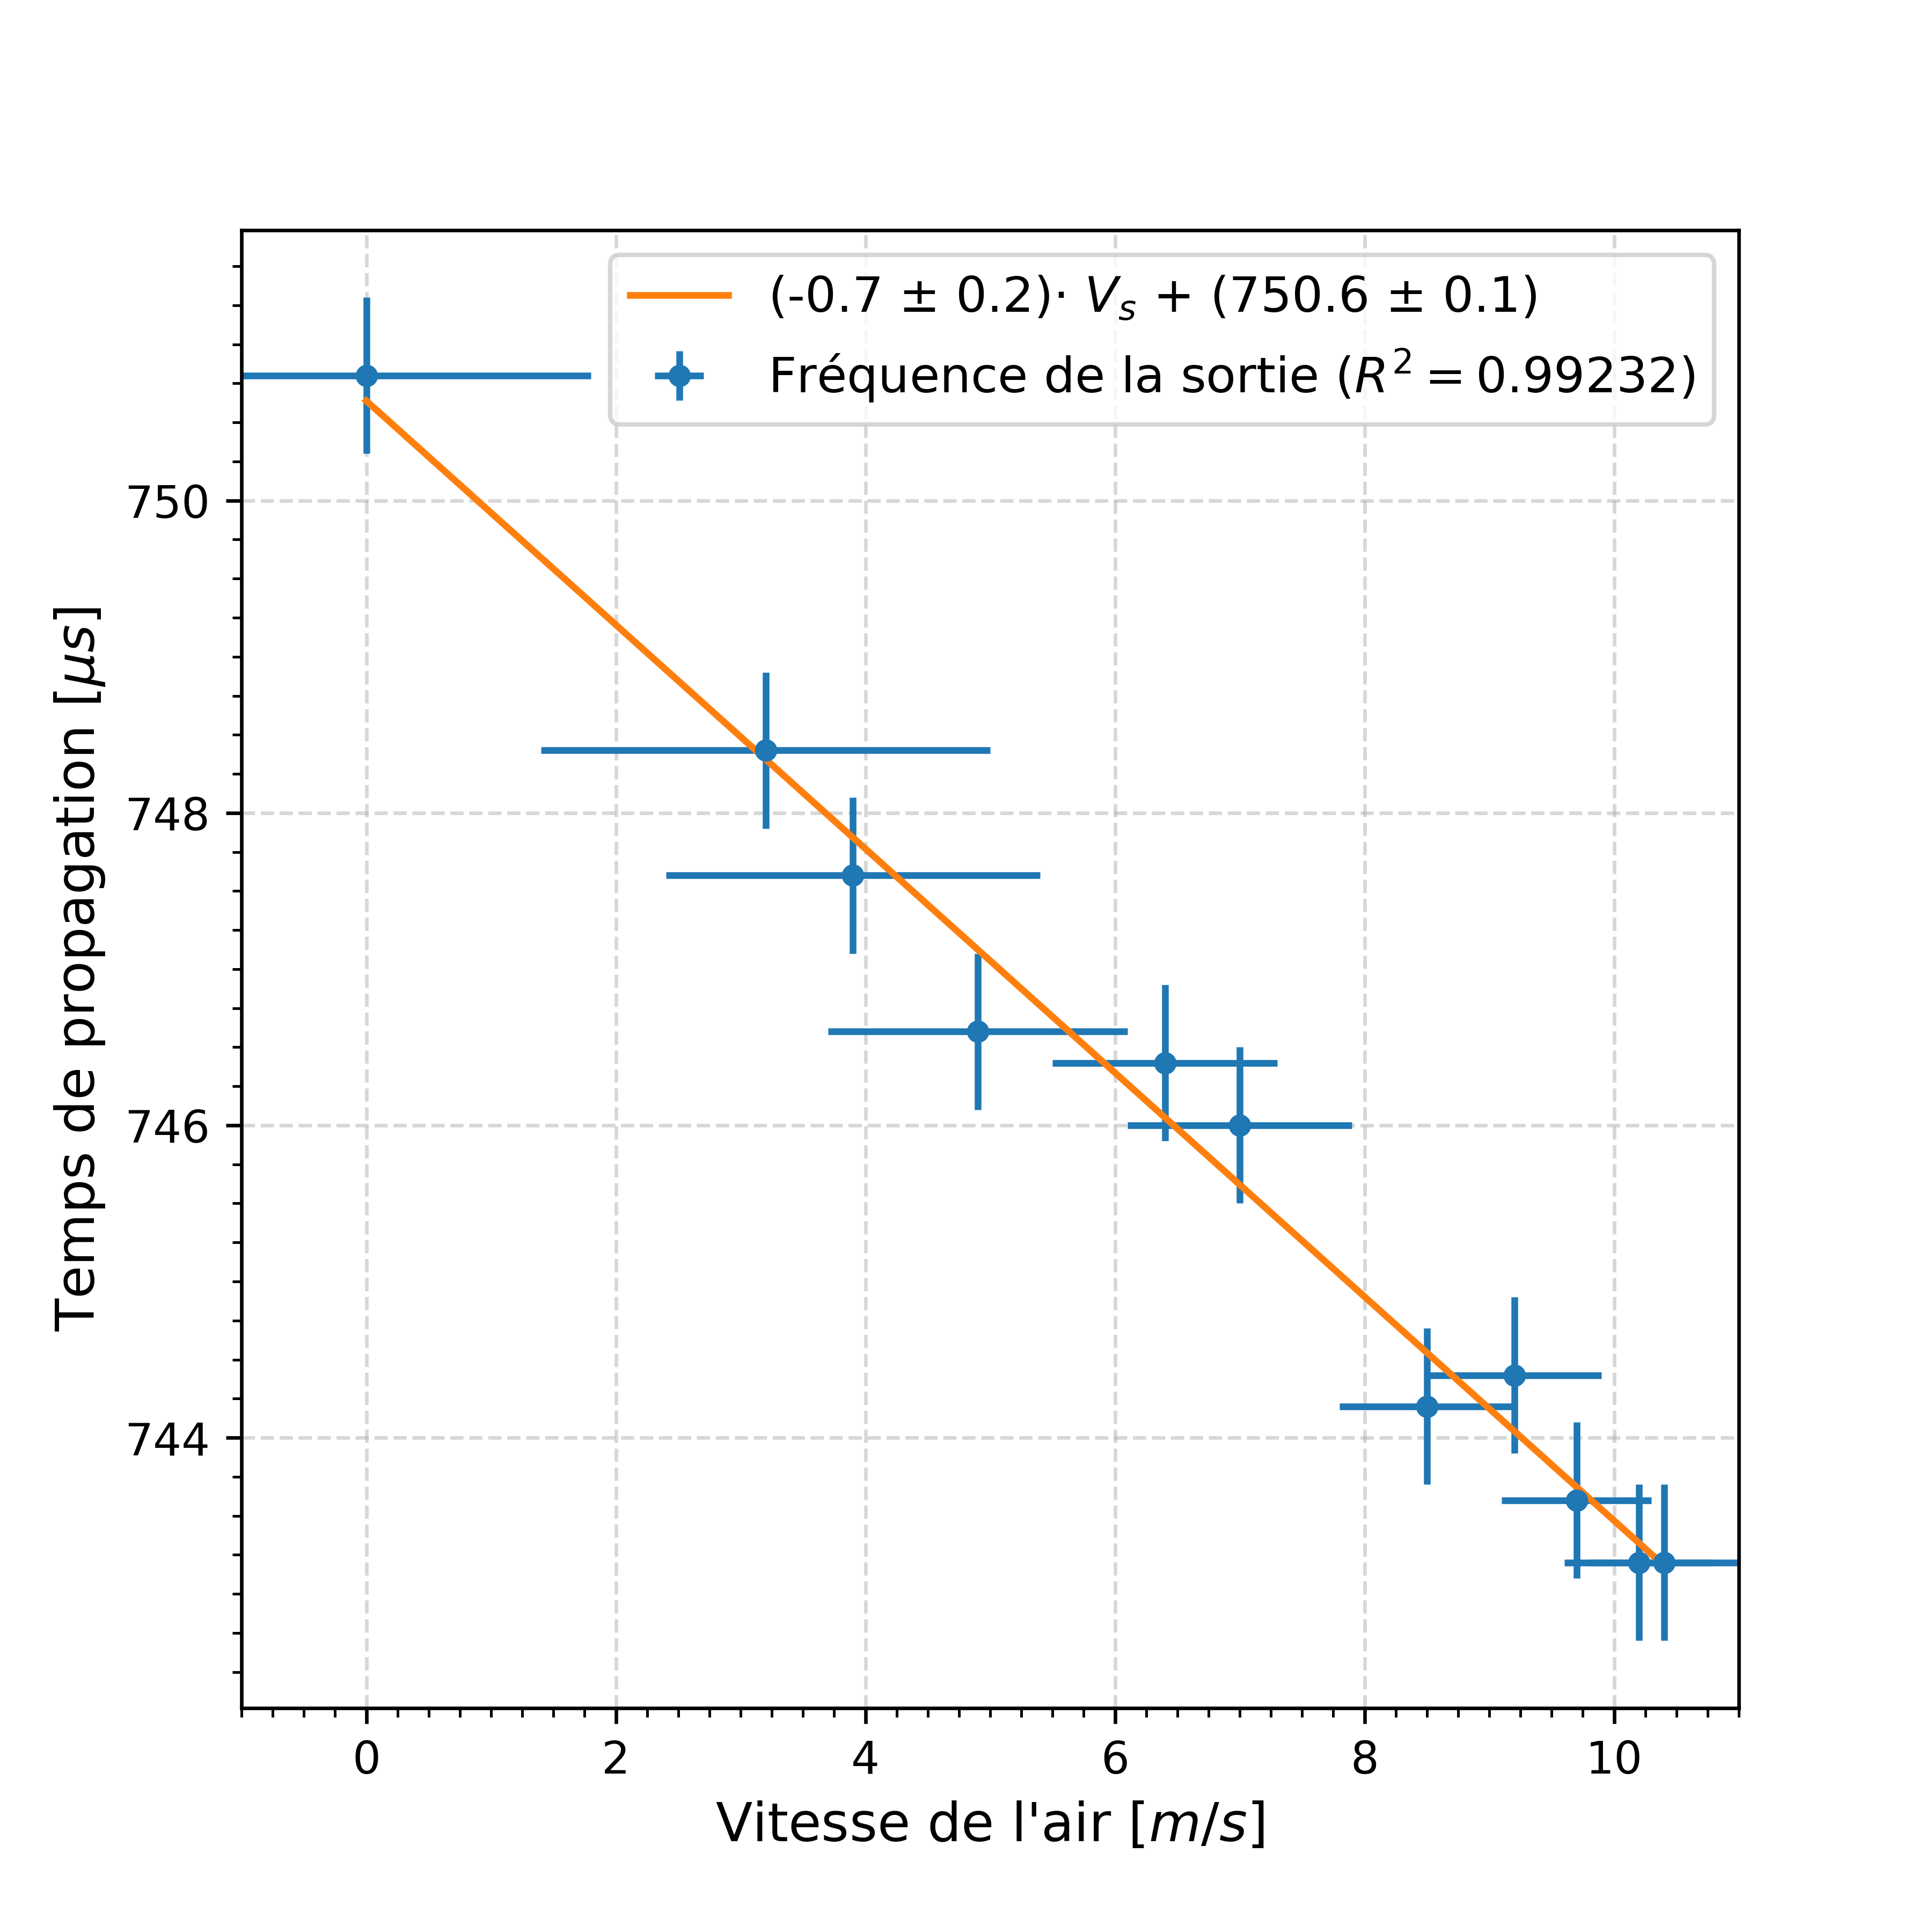 (-0.7 ± 0.2)· Vₛ + (750.6 ± 0.1)
Fréquence de la sortie (R² = 0.99232)
750
748
746
744
Temps de propagation [μs]
0 2 4 6 8 10
Vitesse de l'air [m/s]